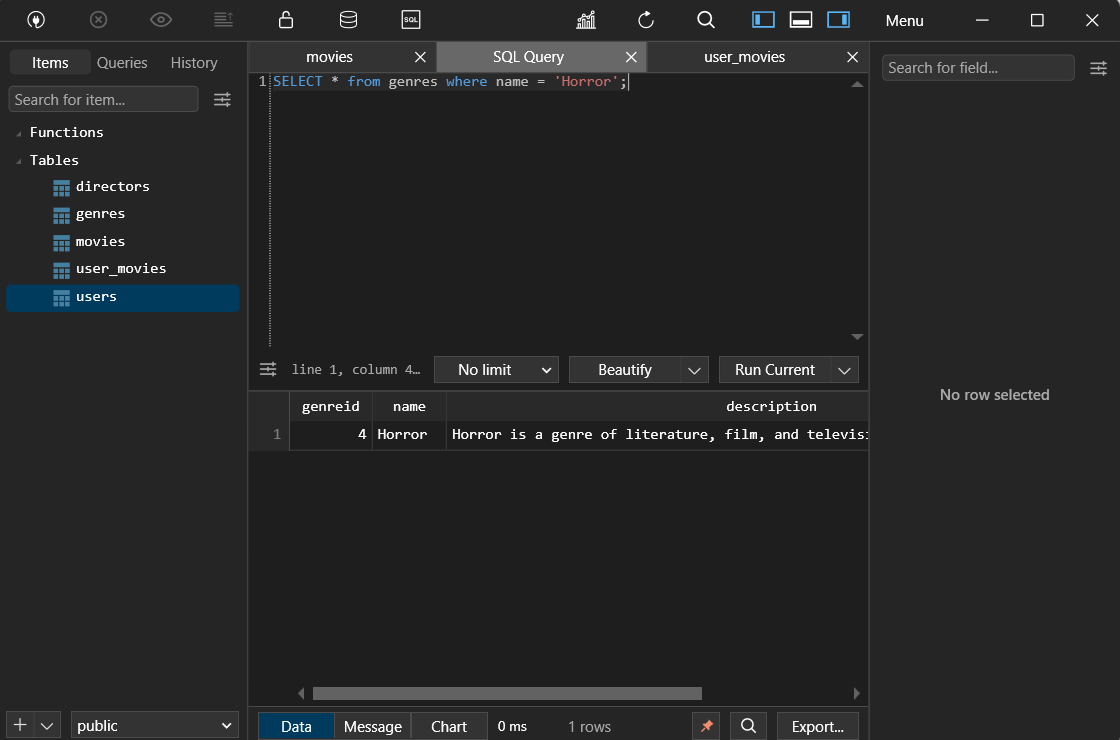 SQL
Menu
Items Queries History
Search for item...
Functions
Tables
directors
genres
movies
user_movies
users
public
movies SQL Query user_movies
1 SELECT * from genres where name = 'Horror';
line 1, column 4… No limit Beautify Run Current
genreid name description
1 4 Horror Horror is a genre of literature, film, and televis
Data Message Chart 0 ms 1 rows Export...
Search for field...
No row selected